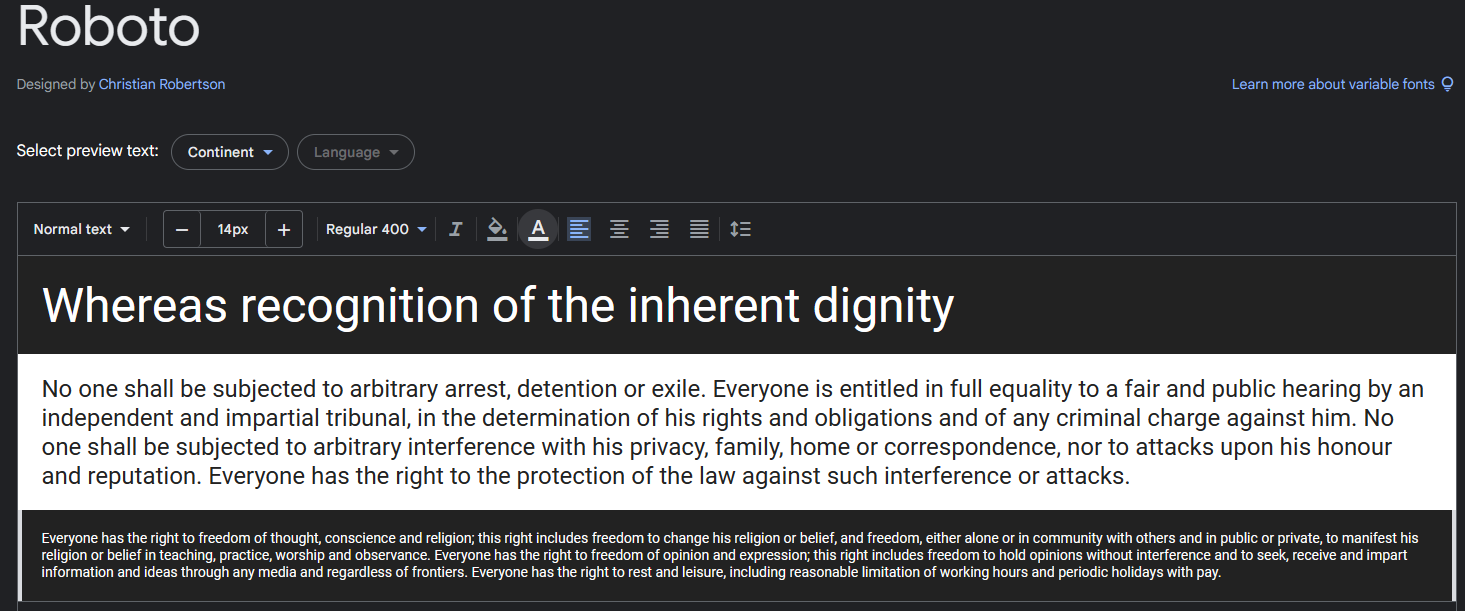 Roboto
Designed by Christian Robertson
Learn more about variable fonts
Select preview text: Continent Language
Normal text − 14px + Regular 400 I A
Whereas recognition of the inherent dignity
No one shall be subjected to arbitrary arrest, detention or exile. Everyone is entitled in full equality to a fair and public hearing by an
independent and impartial tribunal, in the determination of his rights and obligations and of any criminal charge against him. No
one shall be subjected to arbitrary interference with his privacy, family, home or correspondence, nor to attacks upon his honour
and reputation. Everyone has the right to the protection of the law against such interference or attacks.
Everyone has the right to freedom of thought, conscience and religion; this right includes freedom to change his religion or belief, and freedom, either alone or in community with others and in public or private, to manifest his
religion or belief in teaching, practice, worship and observance. Everyone has the right to freedom of opinion and expression; this right includes freedom to hold opinions without interference and to seek, receive and impart
information and ideas through any media and regardless of frontiers. Everyone has the right to rest and leisure, including reasonable limitation of working hours and periodic holidays with pay.